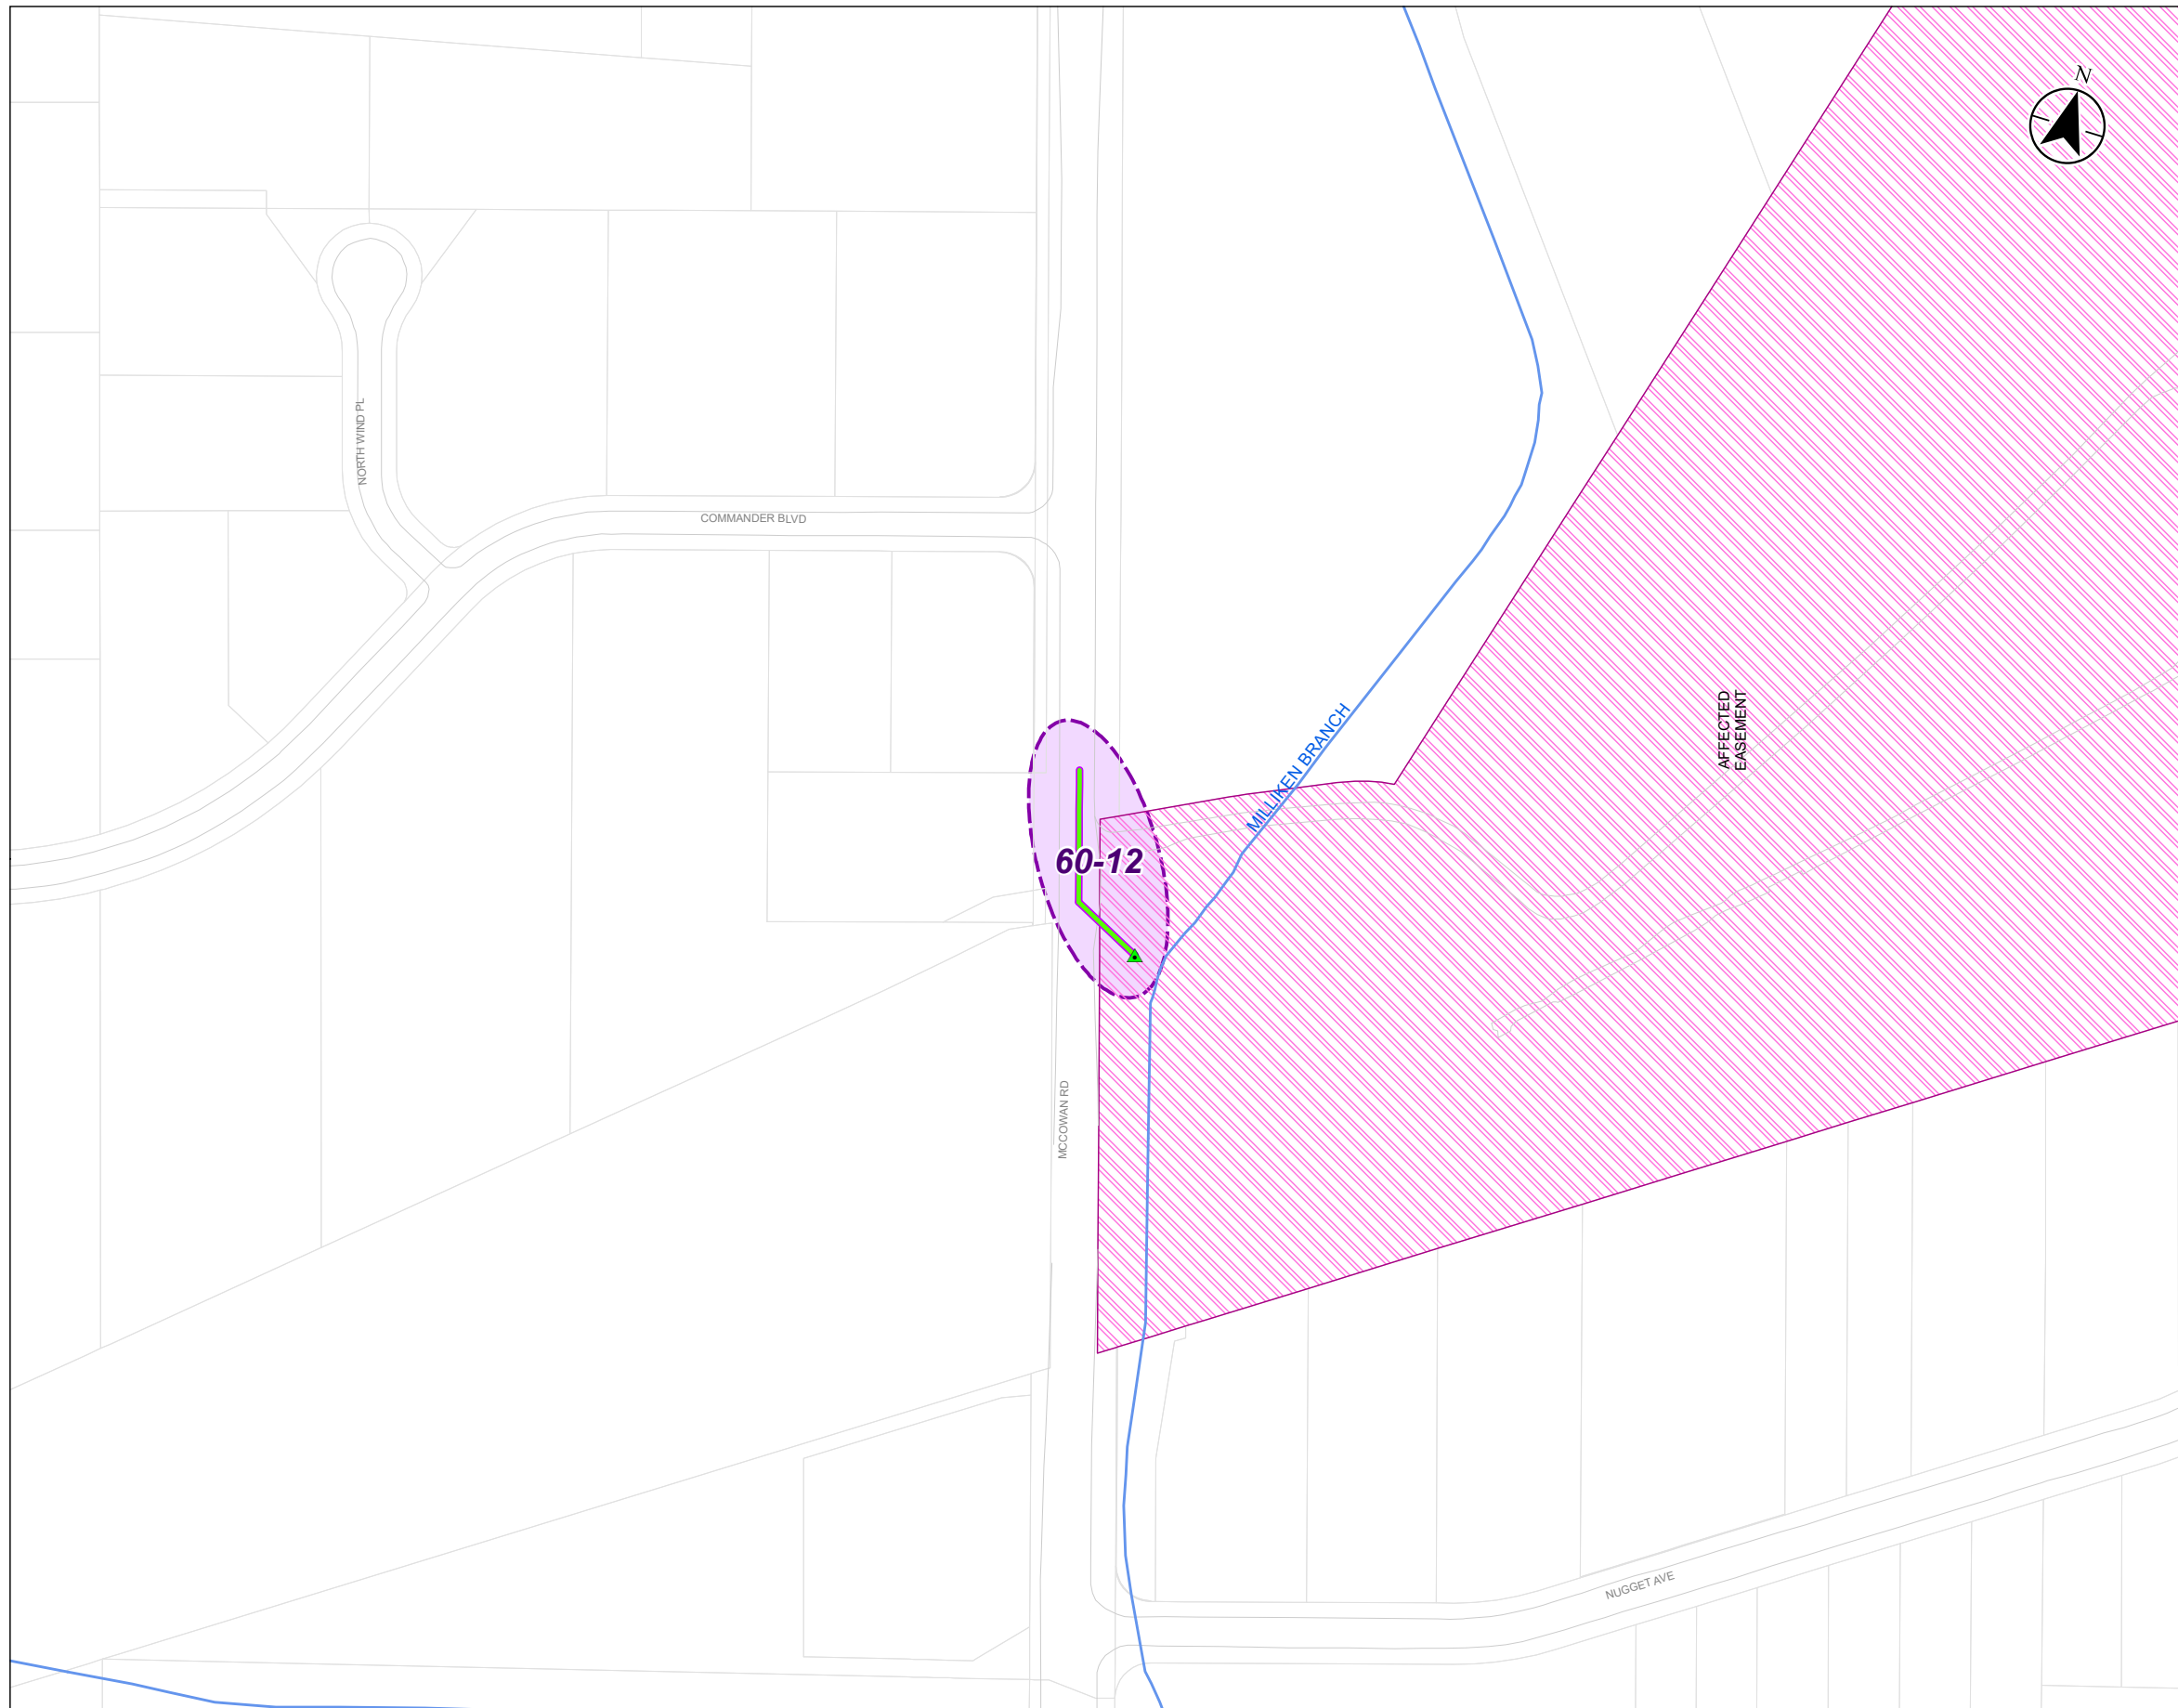 N
NORTH WIND PL
COMMANDER BLVD
MILLIKEN BRANCH
AFFECTED
EASEMENT
60-12
MCCOWAN RD
NUGGET AVE